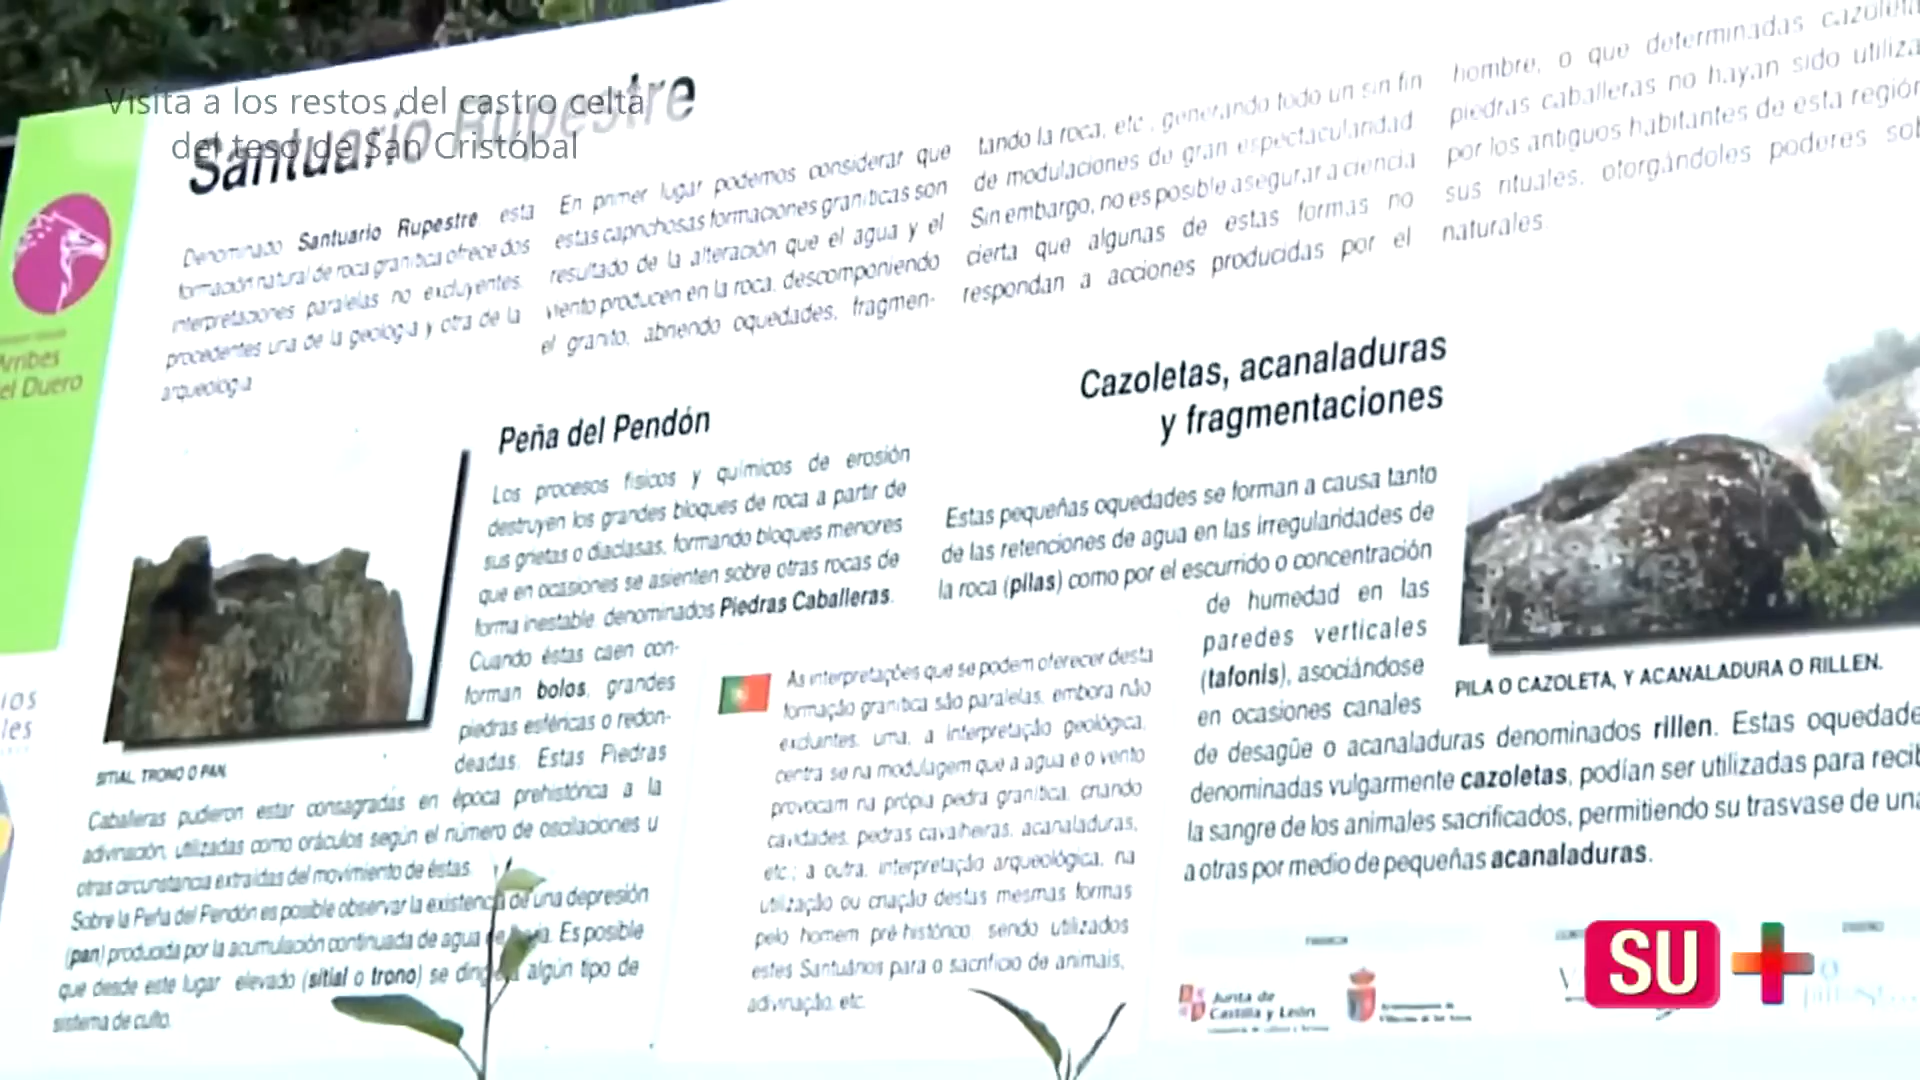 Visita a los restos del castro celta
del teso de San Cristóbal
Santuario Rupestre
Denominado Santuario Rupestre, esta
formación natural de roca granítica ofrece dos
interpretaciones paralelas no excluyentes,
procedentes una de la geología y otra de la
arqueología
En primer lugar podemos considerar que
estas caprichosas formaciones graníticas son
resultado de la alteración que el agua y el
viento producen en la roca, descomponiendo
el granito, abriendo oquedades, fragmen-
tando la roca, etc., generando todo un sin fin
de modulaciones de gran espectacularidad
Sin embargo, no es posible asegurar a ciencia
cierta que algunas de estas formas no
respondan a acciones producidas por el
hombre, o que determinadas
piedras caballeras no hayan sido
por los antiguos habitantes de esta región
sus rituales, otorgándoles poderes
naturales.
Arribes
el Duero
Peña del Pendón
Los procesos físicos y químicos de erosión
destruyen los grandes bloques de roca a partir de
sus grietas o diaclasas, formando bloques menores
que en ocasiones se asienten sobre otras rocas de
forma inestable, denominados Piedras Caballeras.
Cuando éstas caen con-
forman bolos, grandes
piedras esféricas o redon-
deadas. Estas Piedras
SITIAL, TRONO O PAN.
Caballeras pudieron estar consagradas en época prehistórica a la
adivinación, utilizadas como oráculos según el número de oscilaciones u
otras circunstancia extraídas del movimiento de éstas.
Sobre la Peña del Pendón es posible observar la existencia de una depresión
(pan) producida por la acumulación continuada de agua de lluvia. Es posible
que desde este lugar elevado (sitial o trono) se algún tipo de
sistema de culto.
As interpretações que se podem oferecer desta
formação granítica são paralelas, embora não
excluintes. uma, a interpretação geológica,
centra se na modulagem que a agua e o vento
provocam na própia pedra granítica, criando
cavidades, pedras cavalheiras, acanaladuras,
etc.; a outra, interpretação arqueológica, na
utilização ou criação destas mesmas formas
pelo homem pré-histórico, sendo utilizados
estes Santuários para o sacrifício de animais,
adivinação, etc.
Cazoletas, acanaladuras
y fragmentaciones
Estas pequeñas oquedades se forman a causa tanto
de las retenciones de agua en las irregularidades de
la roca (pilas) como por el escurrido o concentración
de humedad en las
paredes verticales
(tafonis), asociándose
en ocasiones canales
de desagüe o acanaladuras denominados rillen. Estas
denominadas vulgarmente cazoletas, podían ser utilizadas para
la sangre de los animales sacrificados, permitiendo su trasvase de
a otras por medio de pequeñas acanaladuras.
PILA O CAZOLETA, Y ACANALADURA O RILLEN.
Junta de
Castilla y León
SU+